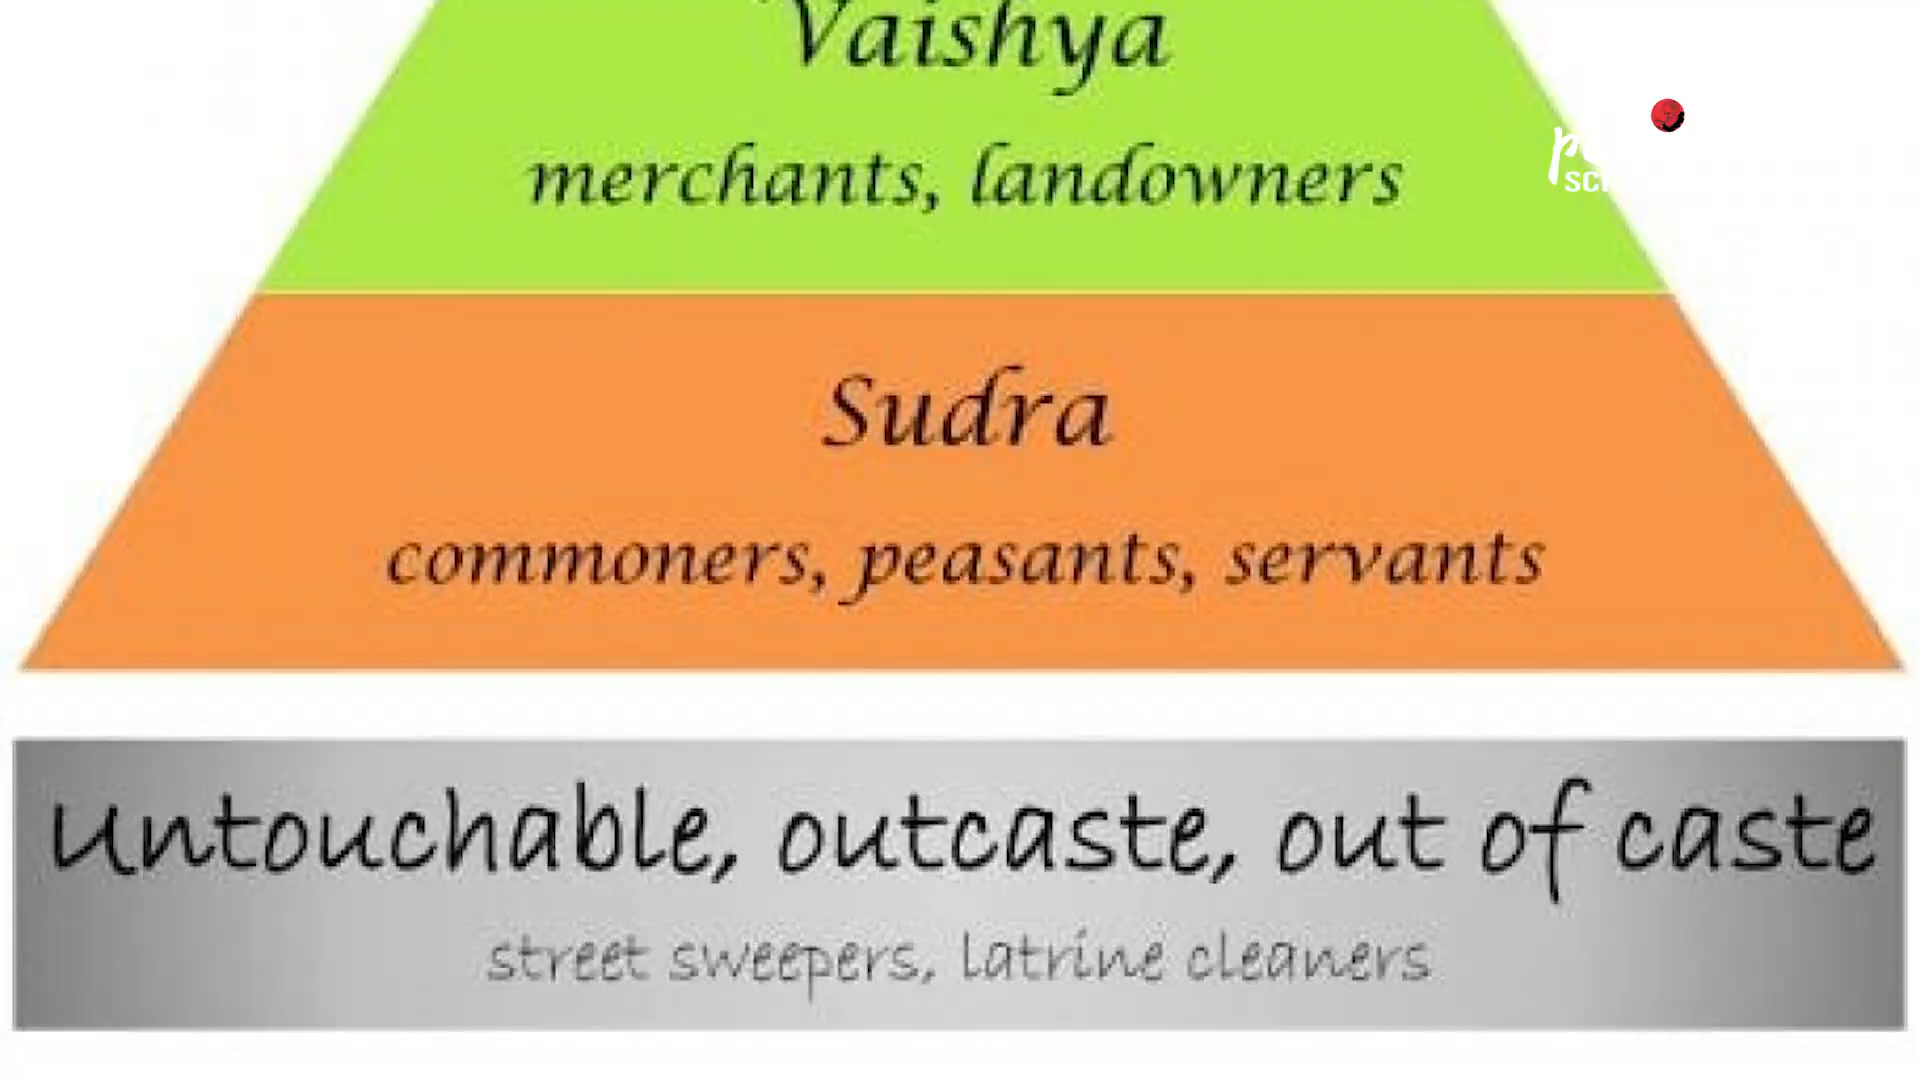 Vaishya
merchants, landowners
Sudra
commoners, peasants, servants
Untouchable, outcaste, out of caste
street sweepers, latrine cleaners